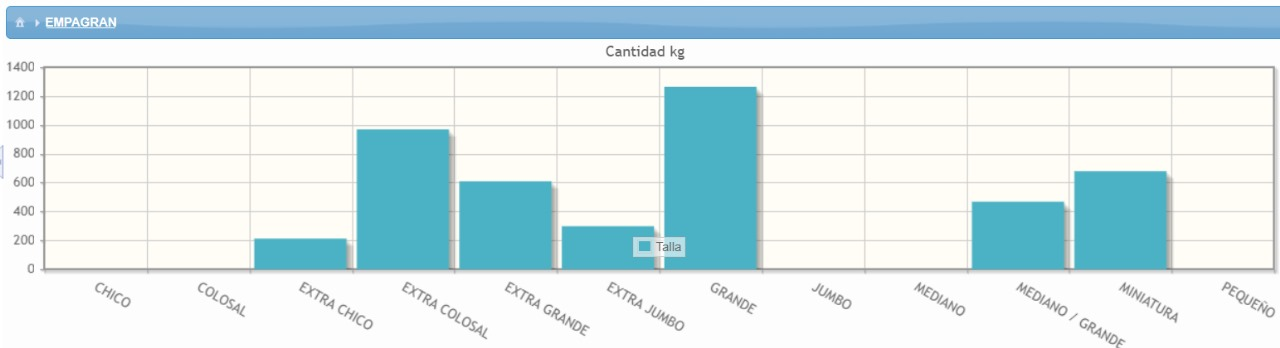 EMPAGRAN
Cantidad kg
1400
1200
1000
800
600
400
200
0
Talla
CHICO
COLOSAL
EXTRA CHICO
EXTRA COLOSAL
EXTRA GRANDE
EXTRA JUMBO
GRANDE
JUMBO
MEDIANO
MEDIANO / GRANDE
MINIATURA
PEQUEÑO